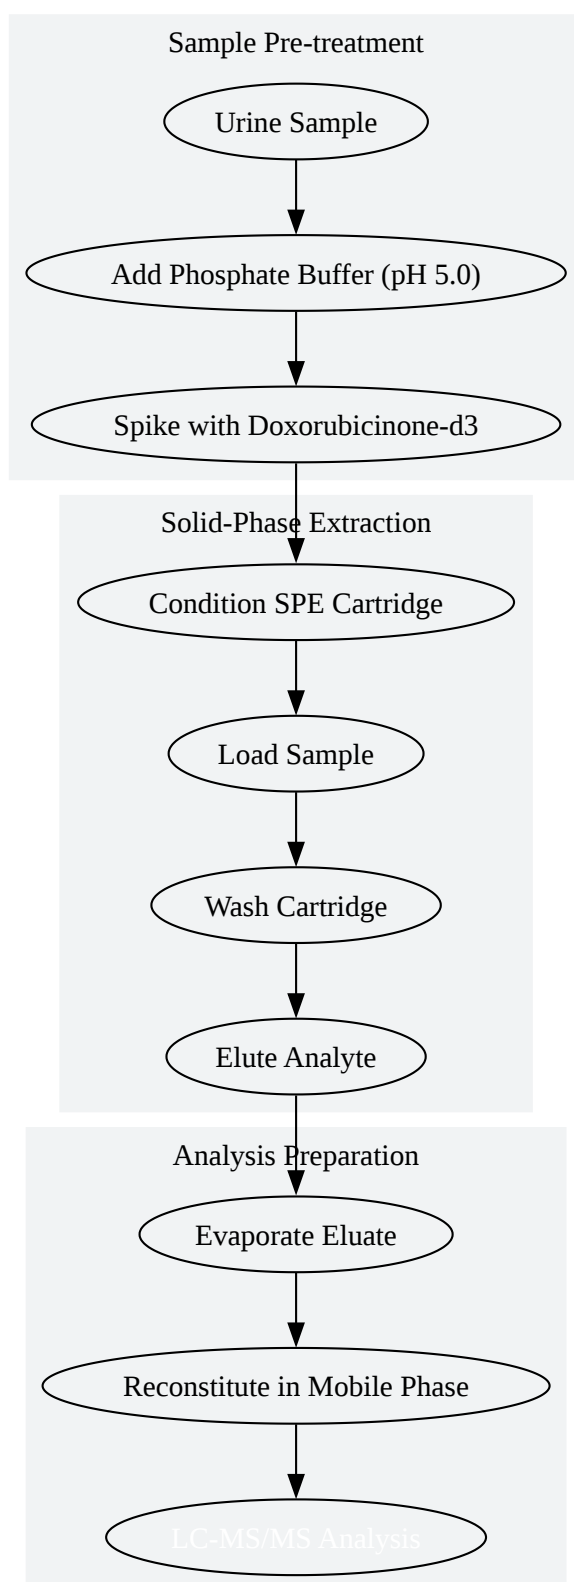 Sample Pre-treatment
Urine Sample
Add Phosphate Buffer (pH 5.0)
Spike with Doxorubicinone-d3
Solid-Phase Extraction
Condition SPE Cartridge
Load Sample
Wash Cartridge
Elute Analyte
Analysis Preparation
Evaporate Eluate
Reconstitute in Mobile Phase
LC-MS/MS Analysis